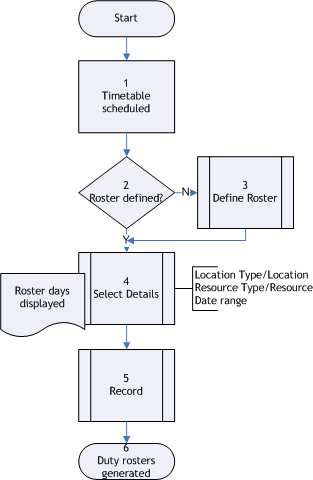 Start
1
Timetable
scheduled
2
Roster defined?
N
3
Define Roster
Y
4
Select Details
Roster days
displayed
Location Type/Location
Resource Type/Resource
Date range
5
Record
6
Duty rosters
generated